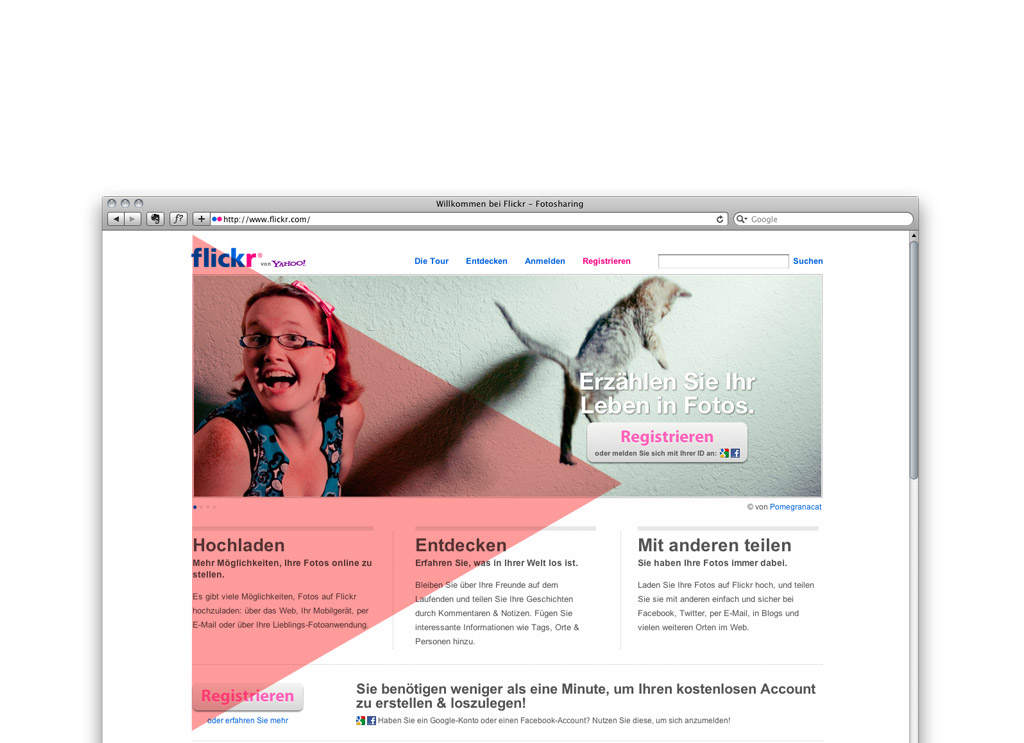 Willkommen bei Flickr – Fotosharing
http://www.flickr.com/
Google
flickr® von YAHOO!
Die Tour Entdecken Anmelden Registrieren Suchen
Erzählen Sie Ihr
Leben in Fotos.
Registrieren
oder melden Sie sich mit Ihrer ID an:
© von Pomegranacat
Hochladen
Mehr Möglichkeiten, Ihre Fotos online zu
stellen.
Es gibt viele Möglichkeiten, Fotos auf Flickr
hochzuladen: über das Web, Ihr Mobilgerät, per
E-Mail oder über Ihre Lieblings-Fotoanwendung.
Entdecken
Erfahren Sie, was in Ihrer Welt los ist.
Bleiben Sie über Ihre Freunde auf dem
Laufenden und teilen Sie Ihre Geschichten
durch Kommentaren & Notizen. Fügen Sie
interessante Informationen wie Tags, Orte &
Personen hinzu.
Mit anderen teilen
Sie haben Ihre Fotos immer dabei.
Laden Sie Ihre Fotos auf Flickr hoch, und teilen
Sie sie mit anderen einfach und sicher bei
Facebook, Twitter, per E-Mail, in Blogs und
vielen weiteren Orten im Web.
Registrieren
oder erfahren Sie mehr
Sie benötigen weniger als eine Minute, um Ihren kostenlosen Account
zu erstellen & loszulegen!
Haben Sie ein Google-Konto oder einen Facebook-Account? Nutzen Sie diese, um sich anzumelden!